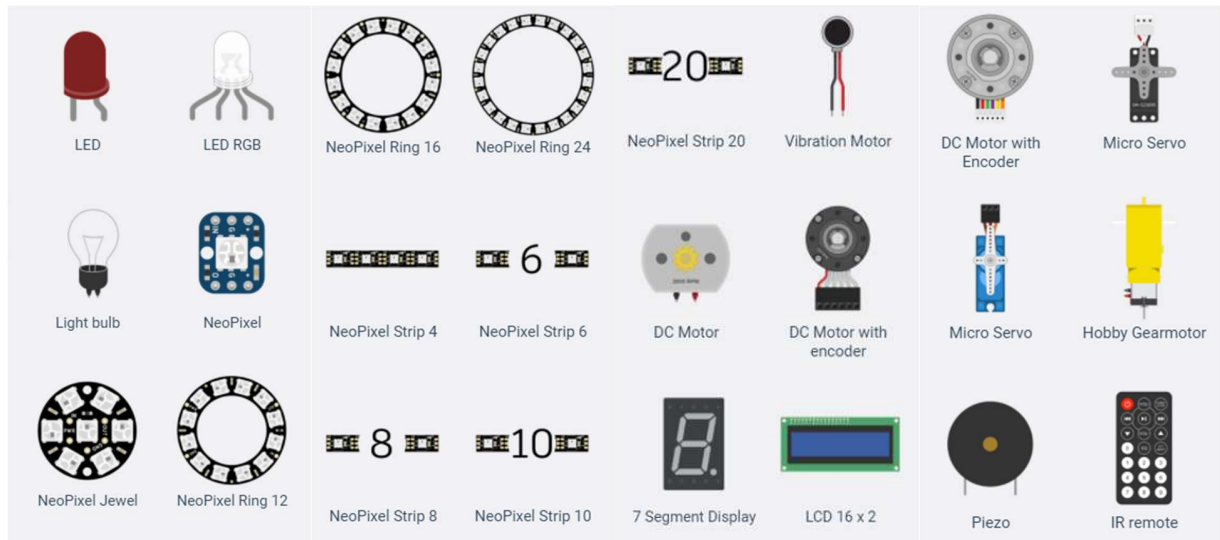 LED
LED RGB
NeoPixel Ring 16
NeoPixel Ring 24
20
NeoPixel Strip 20
Vibration Motor
DC Motor with
Encoder
Micro Servo
Light bulb
NeoPixel
NeoPixel Strip 4
6
NeoPixel Strip 6
DC Motor
DC Motor with
encoder
Micro Servo
Hobby Gearmotor
NeoPixel Jewel
NeoPixel Ring 12
8
NeoPixel Strip 8
10
NeoPixel Strip 10
7 Segment Display
LCD 16 x 2
Piezo
IR remote